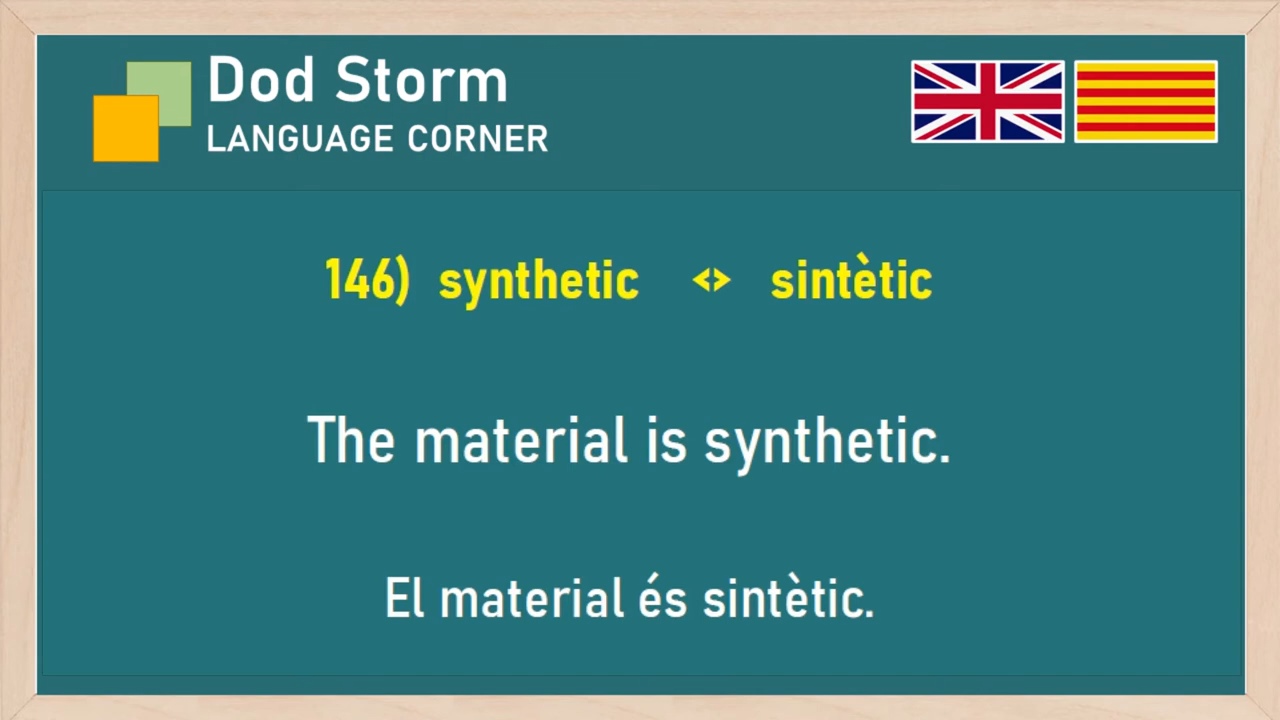 Dod Storm
LANGUAGE CORNER
146) synthetic <> sintètic
The material is synthetic.
El material és sintètic.